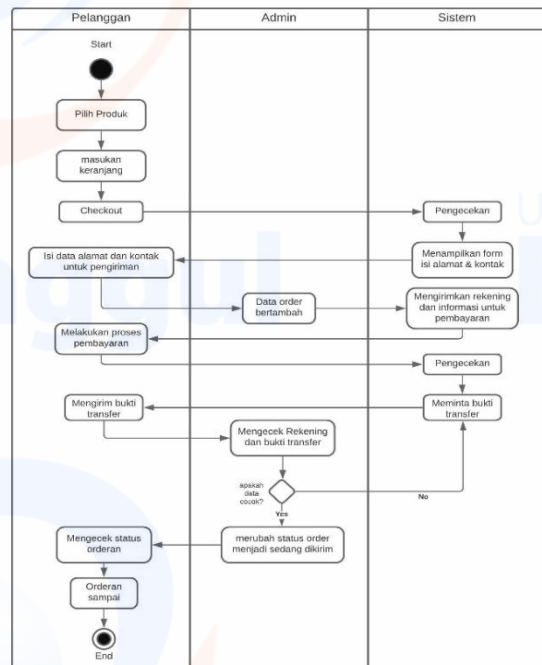 Pelanggan
Admin
Sistem
Start
Pilih Produk
masukan
keranjang
Checkout
Pengecekan
Isi data alamat dan kontak
untuk pengiriman
Menampilkan form
isi alamat & kontak
Data order
bertambah
Mengirimkan rekening
dan informasi untuk
pembayaran
Melakukan proses
pembayaran
Pengecekan
Mengirim bukti
transfer
Meminta bukti
transfer
Mengecek Rekening
dan bukti transfer
apakah
data
cocok?
No
Yes
Mengecek status
orderan
merubah status order
menjadi sedang dikirim
Orderan
sampai
End